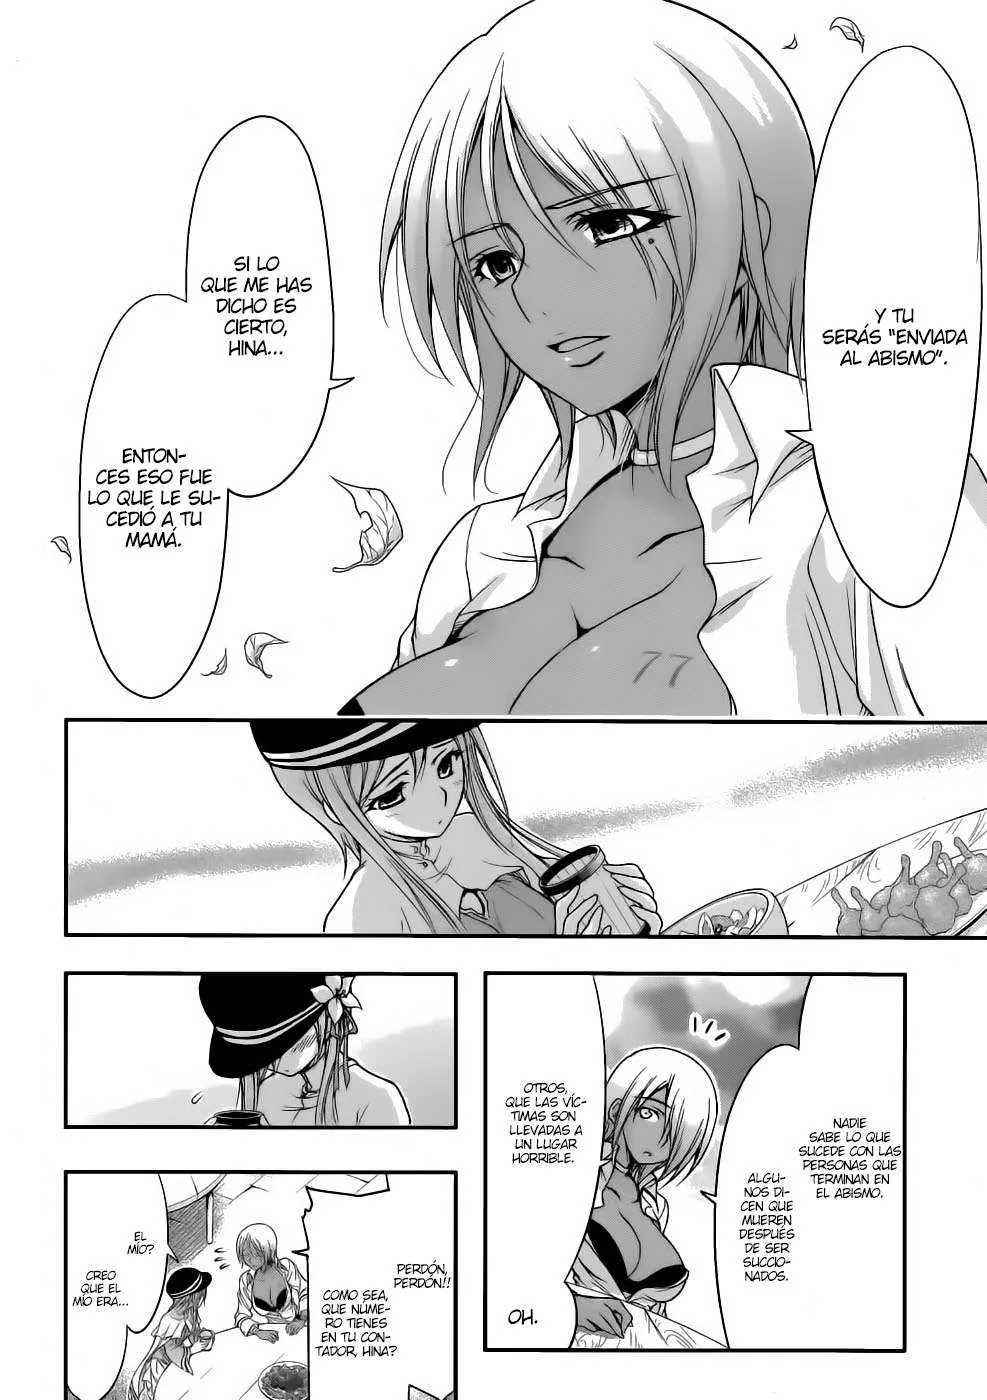 Y TU
SERÁS "ENVIADA
AL ABISMO".
SI LO
QUE ME HAS
DICHO ES
CIERTO,
HINA...
ENTON-
CES ESO FUE
LO QUE LE SU-
CEDIÓ A TU
MAMÁ.
77
NADIE
SABE LO QUE
SUCEDE CON LAS
PERSONAS QUE
TERMINAN EN
EL ABISMO.
ALGU-
NOS DI-
CEN QUE
MUEREN
DESPUÉS
DE SER
SUCCIO-
NADOS.
OTROS,
QUE LAS VÍC-
TIMAS SON
LLEVADAS A
UN LUGAR
HORRIBLE.
OH.
PERDÓN,
PERDÓN!!
COMO SEA,
QUE NÚME-
RO TIENES
EN TU CON-
TADOR, HINA?
EL
MÍO?
CREO
QUE EL
MÍO ERA...